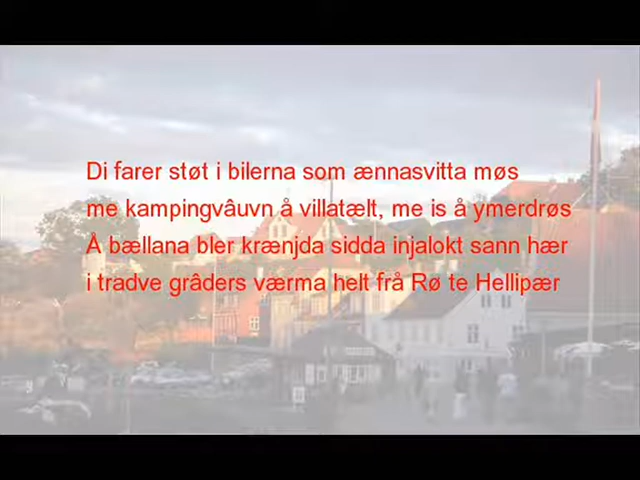 Di farer støt i bilerna som ænnasvitta møs
me kampingvâuvn å villatælt, me is å ymerdrøs
Å bællana bler krænjda sidda injalokt sann hær
i tradve grâders værma helt frå Rø te Hellipær